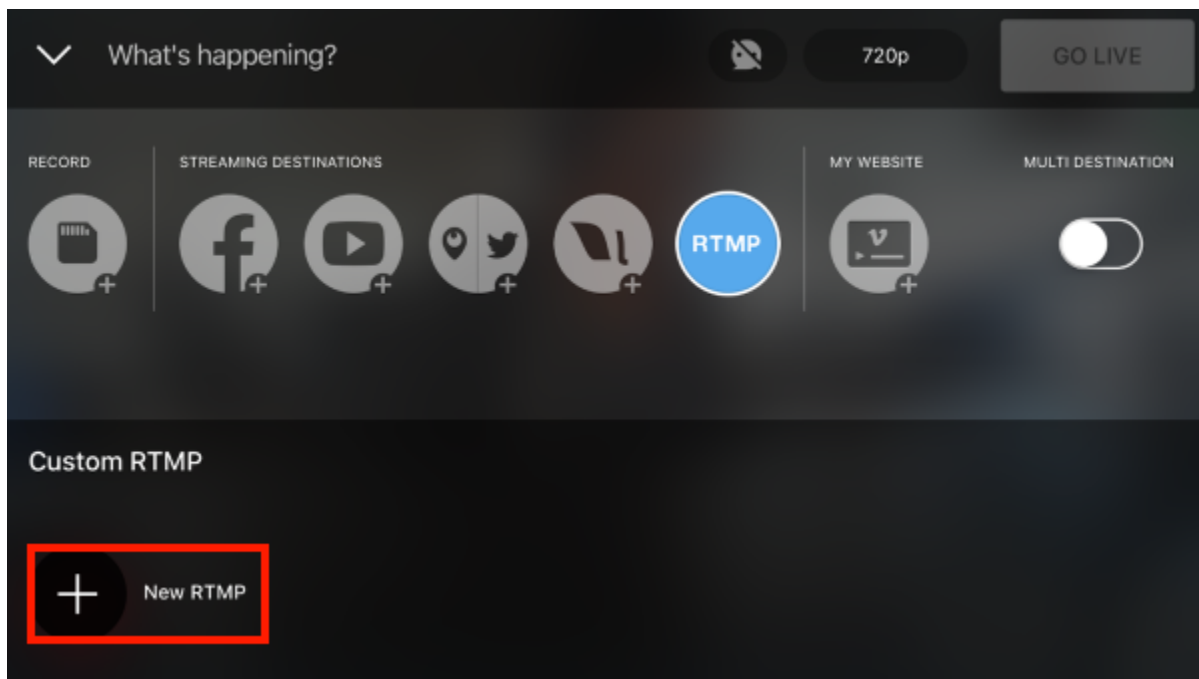 What's happening?
720p
GO LIVE
RECORD
STREAMING DESTINATIONS
MY WEBSITE
MULTI DESTINATION
RTMP
Custom RTMP
New RTMP